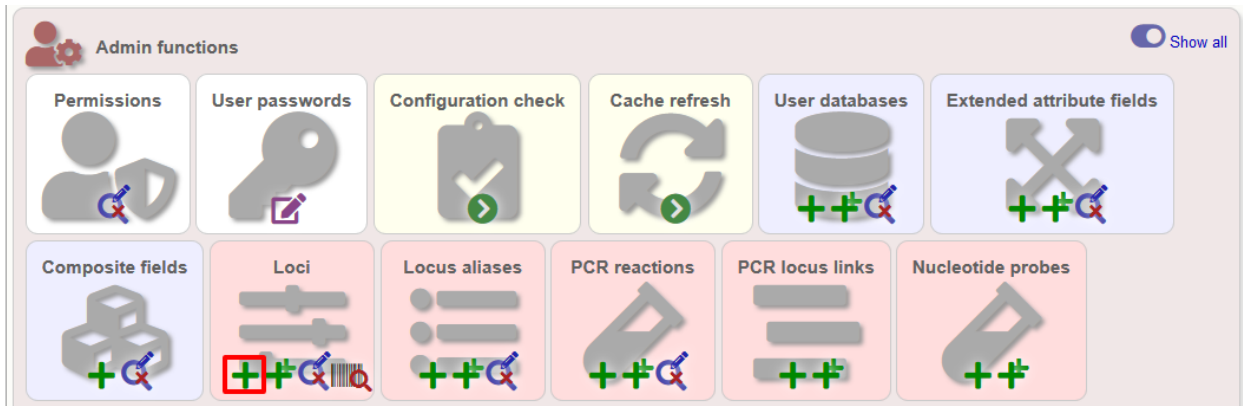 Admin functions
Show all
Permissions
User passwords
Configuration check
Cache refresh
User databases
Extended attribute fields
Composite fields
Loci
Locus aliases
PCR reactions
PCR locus links
Nucleotide probes